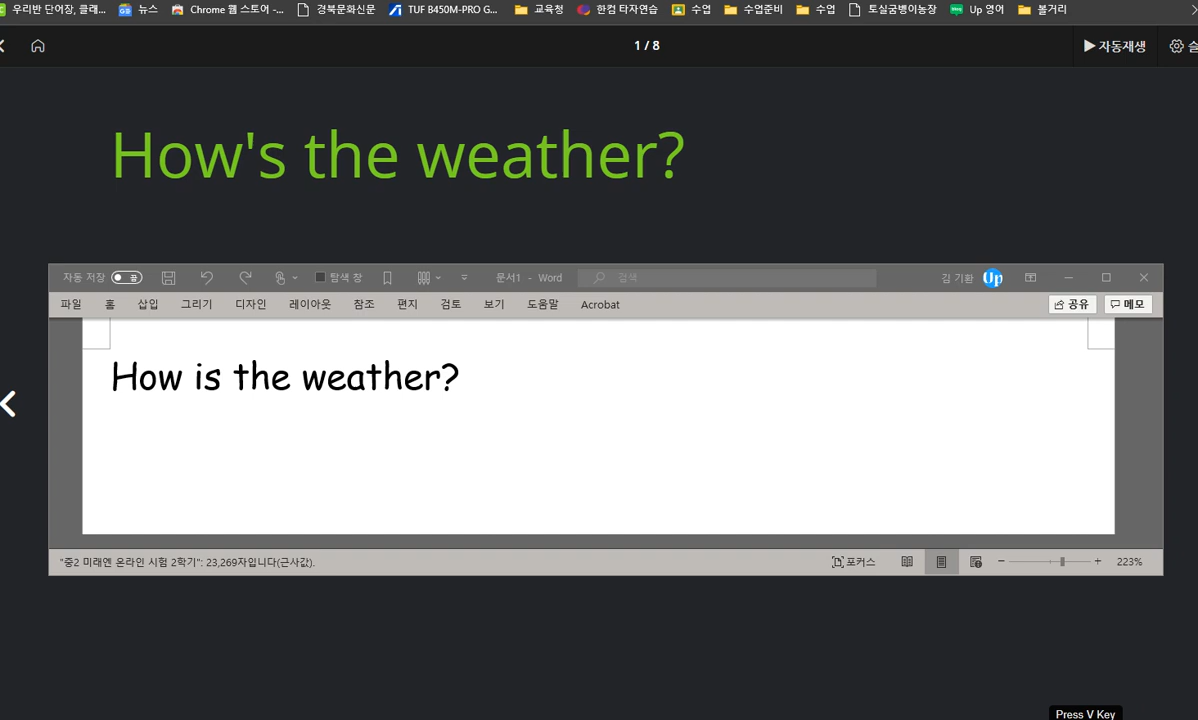 우리반 단어장, 클래... 뉴스 Chrome 웹 스토어 -... 경북문화신문 TUF B450M-PRO G... 교육청 한컴 타자연습 수업 수업준비 수업 토실굼벵이농장 Up 영어 볼거리
1 / 8 자동재생 슬
How's the weather?
자동 저장 끔 탐색 창 문서1 - Word 검색 김 기환 Up
파일 홈 삽입 그리기 디자인 레이아웃 참조 편지 검토 보기 도움말 Acrobat 공유 메모
How is the weather?
"중2 미래엔 온라인 시험 2학기": 23,269자입니다(근사값). 포커스 223%
Press V Key